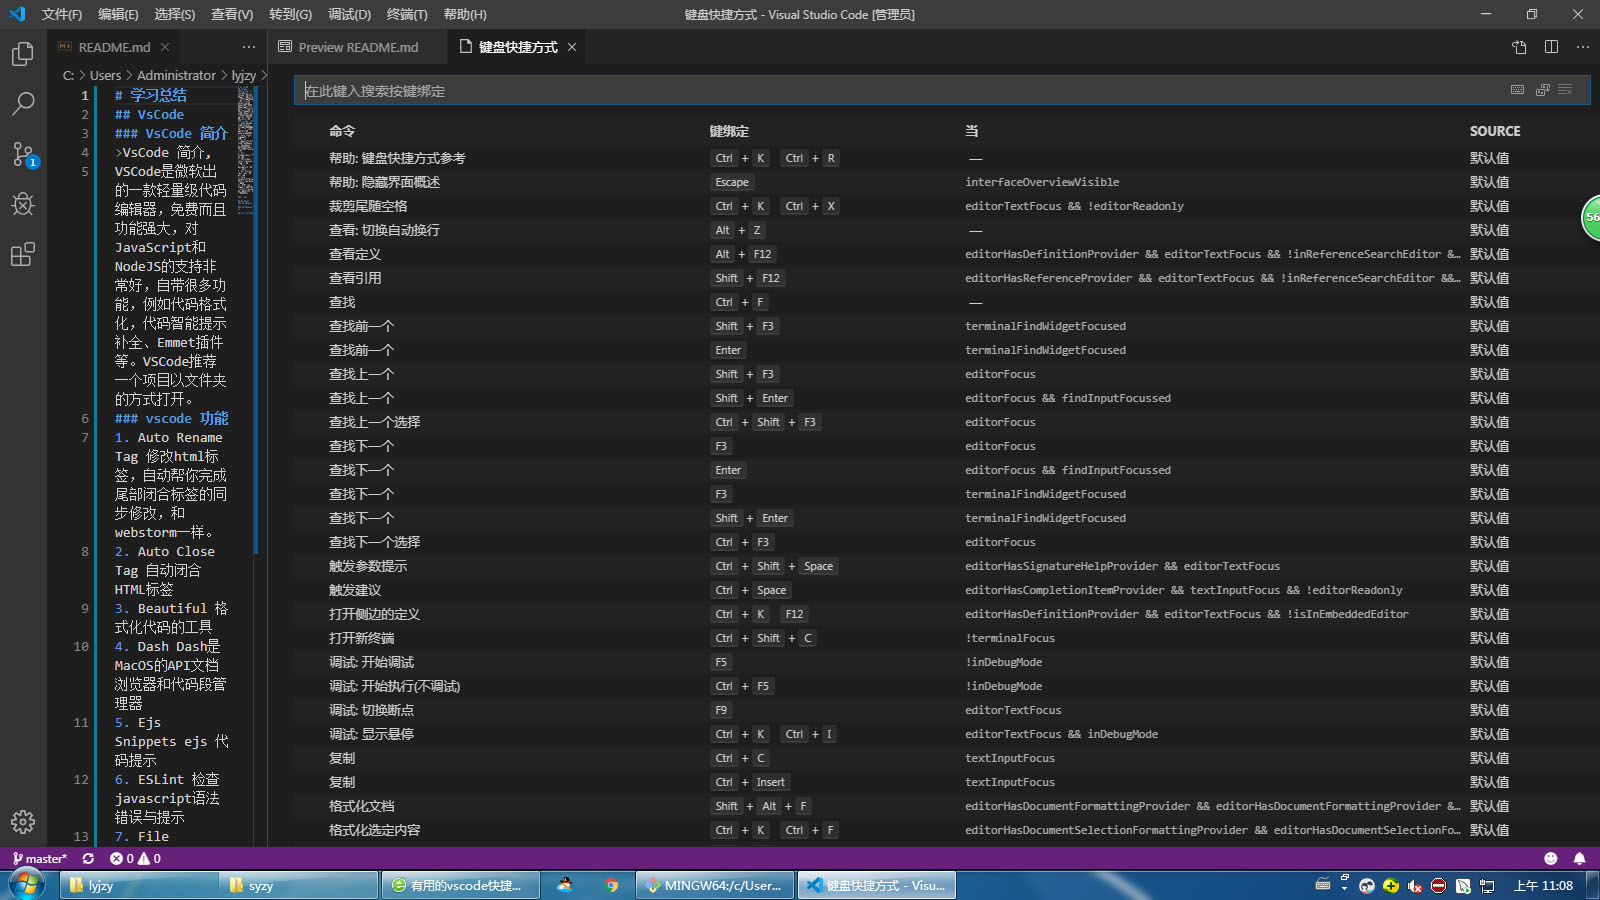 文件(F) 编辑(E) 选择(S) 查看(V) 转到(G) 调试(D) 终端(T) 帮助(H) 键盘快捷方式 - Visual Studio Code [管理员]
README.md
Preview README.md
键盘快捷方式
C: > Users > Administrator > lyjzy >
1 # 学习总结
2 ## VsCode
3 ### VsCode 简介
4 >VsCode 简介,
5 VSCode是微软出
的一款轻量级代码
编辑器，免费而且
功能强大，对
JavaScript和
NodeJS的支持非
常好，自带很多功
能，例如代码格式
化，代码智能提示
补全、Emmet插件
等。VSCode推荐
一个项目以文件夹
的方式打开。
6 ### vscode 功能
7 1. Auto Rename
Tag 修改html标
签，自动帮你完成
尾部闭合标签的同
步修改，和
webstorm一样。
8 2. Auto Close
Tag 自动闭合
HTML标签
9 3. Beautiful 格
式化代码的工具
10 4. Dash Dash是
MacOS的API文档
浏览器和代码段管
理器
11 5. Ejs
Snippets ejs 代
码提示
12 6. ESLint 检查
javascript语法
错误与提示
13 7. File
在此键入搜索按键绑定
命令 键绑定 当 SOURCE
帮助: 键盘快捷方式参考 Ctrl + K Ctrl + R — 默认值
帮助: 隐藏界面概述 Escape interfaceOverviewVisible 默认值
裁剪尾随空格 Ctrl + K Ctrl + X editorTextFocus && !editorReadonly 默认值
查看: 切换自动换行 Alt + Z — 默认值
查看定义 Alt + F12 editorHasDefinitionProvider && editorTextFocus && !inReferenceSearchEditor &… 默认值
查看引用 Shift + F12 editorHasReferenceProvider && editorTextFocus && !inReferenceSearchEditor &&… 默认值
查找 Ctrl + F — 默认值
查找前一个 Shift + F3 terminalFindWidgetFocused 默认值
查找前一个 Enter terminalFindWidgetFocused 默认值
查找上一个 Shift + F3 editorFocus 默认值
查找上一个 Shift + Enter editorFocus && findInputFocussed 默认值
查找上一个选择 Ctrl + Shift + F3 editorFocus 默认值
查找下一个 F3 editorFocus 默认值
查找下一个 Enter editorFocus && findInputFocussed 默认值
查找下一个 F3 terminalFindWidgetFocused 默认值
查找下一个 Shift + Enter terminalFindWidgetFocused 默认值
查找下一个选择 Ctrl + F3 editorFocus 默认值
触发参数提示 Ctrl + Shift + Space editorHasSignatureHelpProvider && editorTextFocus 默认值
触发建议 Ctrl + Space editorHasCompletionItemProvider && textInputFocus && !editorReadonly 默认值
打开侧边的定义 Ctrl + K F12 editorHasDefinitionProvider && editorTextFocus && !isInEmbeddedEditor 默认值
打开新终端 Ctrl + Shift + C !terminalFocus 默认值
调试: 开始调试 F5 !inDebugMode 默认值
调试: 开始执行(不调试) Ctrl + F5 !inDebugMode 默认值
调试: 切换断点 F9 editorTextFocus 默认值
调试: 显示悬停 Ctrl + K Ctrl + I editorTextFocus && inDebugMode 默认值
复制 Ctrl + C textInputFocus 默认值
复制 Ctrl + Insert textInputFocus 默认值
格式化文档 Shift + Alt + F editorHasDocumentFormattingProvider && editorHasDocumentFormattingProvider &… 默认值
格式化选定内容 Ctrl + K Ctrl + F editorHasDocumentSelectionFormattingProvider && editorHasDocumentSelectionFo… 默认值
56
1
master* 0 0
lyjzy syzy 有用的vscode快捷... MINGW64:/c/User... 键盘快捷方式 - Visu... 上午 11:08